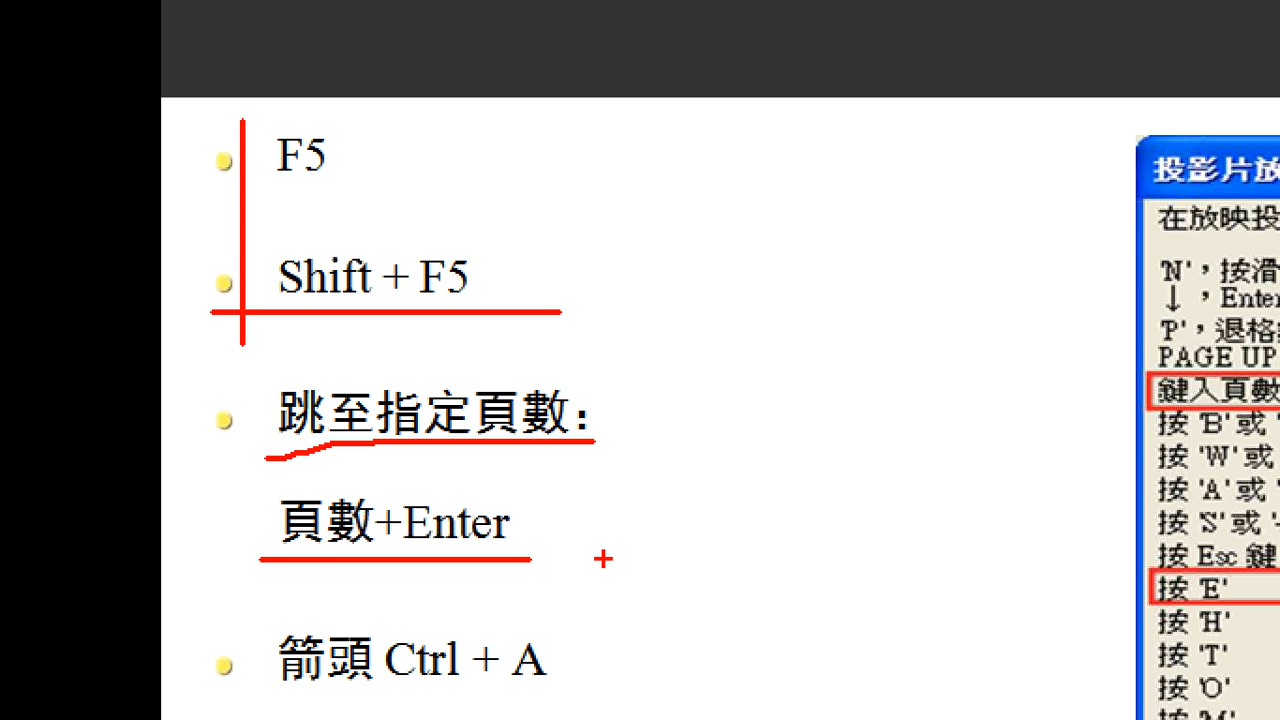 F5
Shift + F5
跳至指定頁數:
頁數+Enter
箭頭 Ctrl + A
投影片放
在放映投
'N',按滑
↓,Enter
'P',退格
PAGE UP
鍵入頁數
按 'B'或 '
按 'W'或
按 'A'或 '
按 'S'或 '
按 Esc 鍵
按 'E'
按 'H'
按 'T'
按 'O'
按 'M'